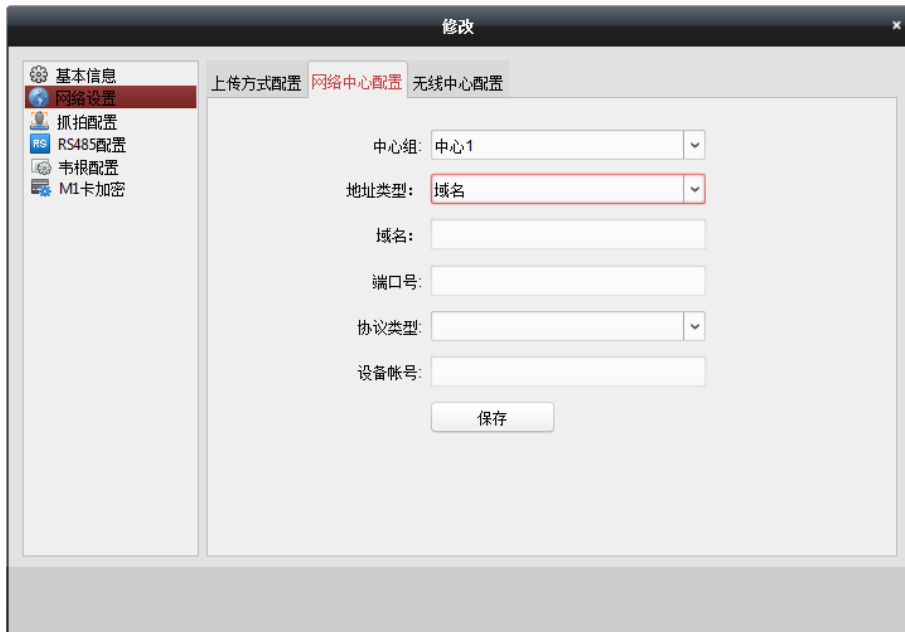 修改
×
基本信息
网络设置
抓拍配置
RS RS485配置
韦根配置
M1卡加密
上传方式配置 网络中心配置 无线中心配置
中心组: 中心1
地址类型： 域名
域名：
端口号:
协议类型:
设备帐号:
保存